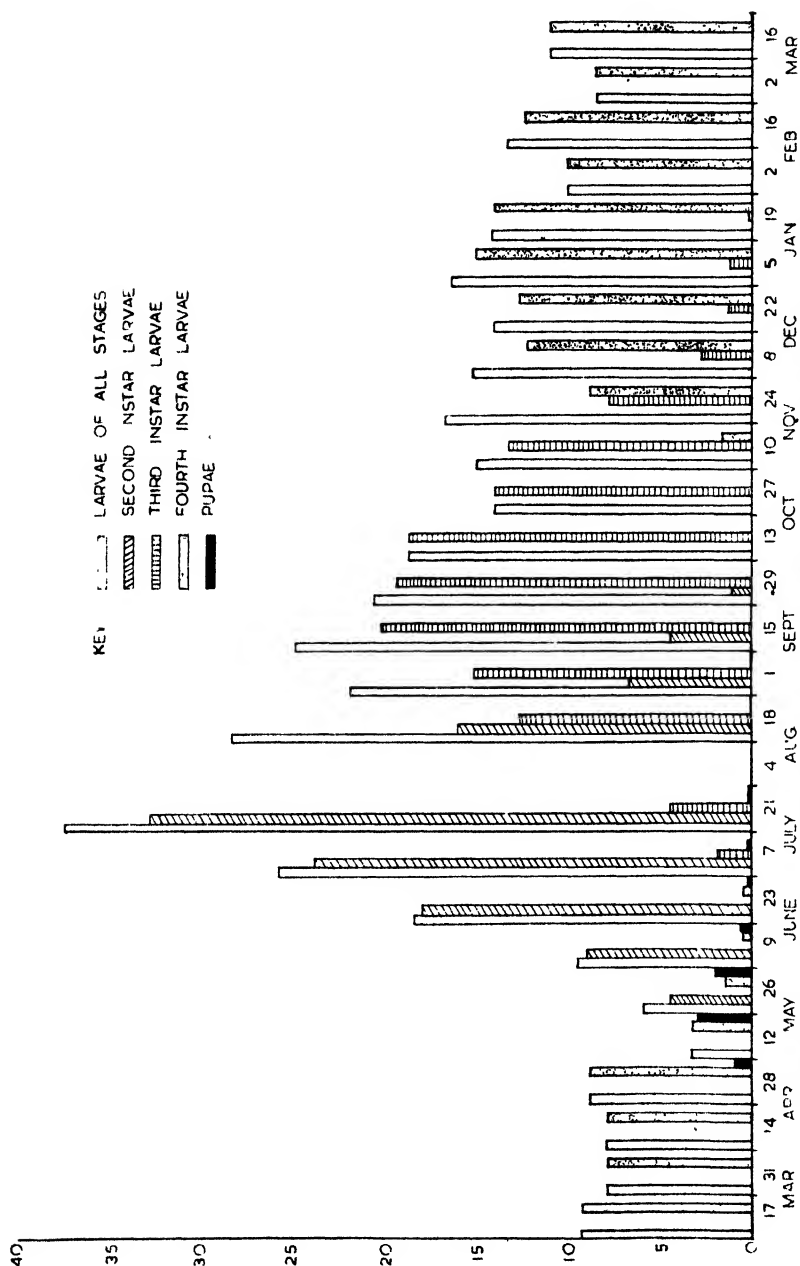 KEY
LARVAE OF ALL STAGES
SECOND NSTAR LARVAE
THIRD INSTAR LARVAE
FOURTH INSTAR LARVAE
PUPAE
40
35
30
25
20
15
10
5
0
17 31 14 28 12 26 9 23 7 21 4 18 1 15 29 13 27 10 24 8 22 5 19 2 16 2 16
MAR APR MAY JUNE JULY AUG SEPT OCT NOV DEC JAN FEB MAR